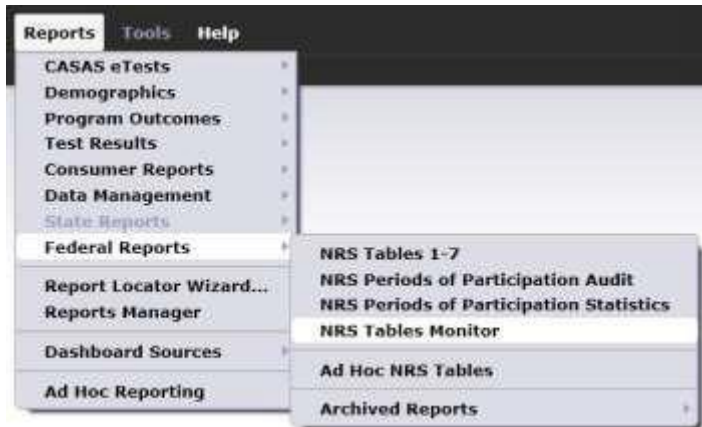 Reports Tools Help
CASAS eTests
Demographics
Program Outcomes
Test Results
Consumer Reports
Data Management
State Reports
Federal Reports
Report Locator Wizard...
Reports Manager
Dashboard Sources
Ad Hoc Reporting
NRS Tables 1-7
NRS Periods of Participation Audit
NRS Periods of Participation Statistics
NRS Tables Monitor
Ad Hoc NRS Tables
Archived Reports